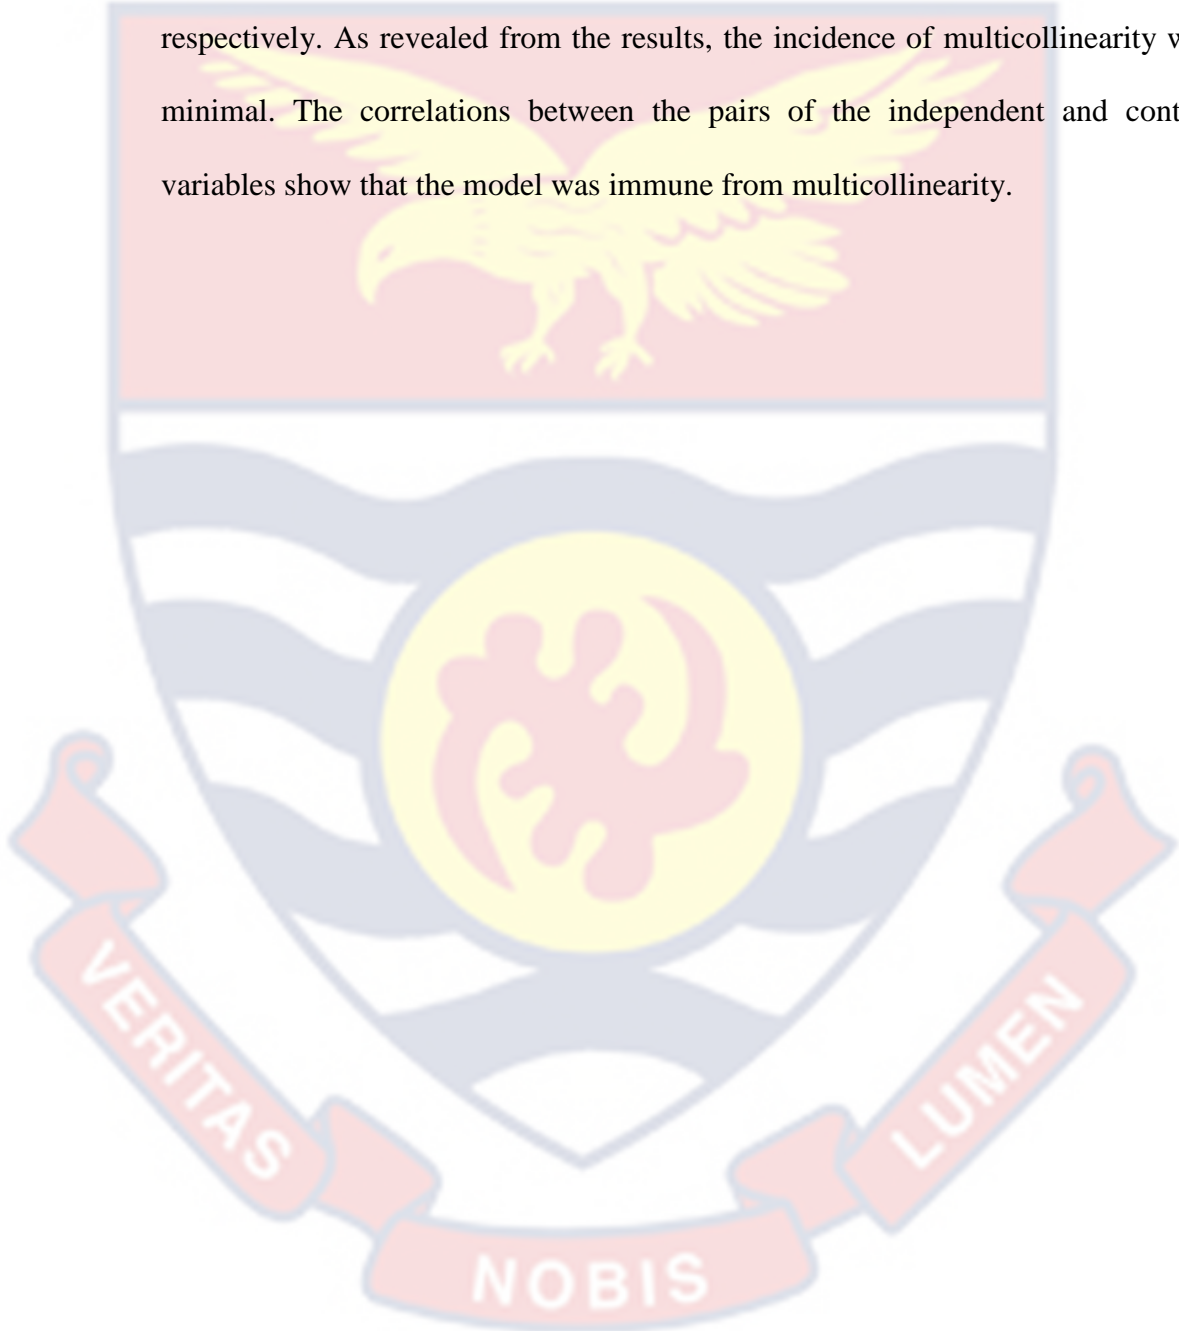 respectively. As revealed from the results, the incidence of multicollinearity
minimal. The correlations between the pairs of the independent and
variables show that the model was immune from multicollinearity.
VERITAS
NOBIS
LUMEN